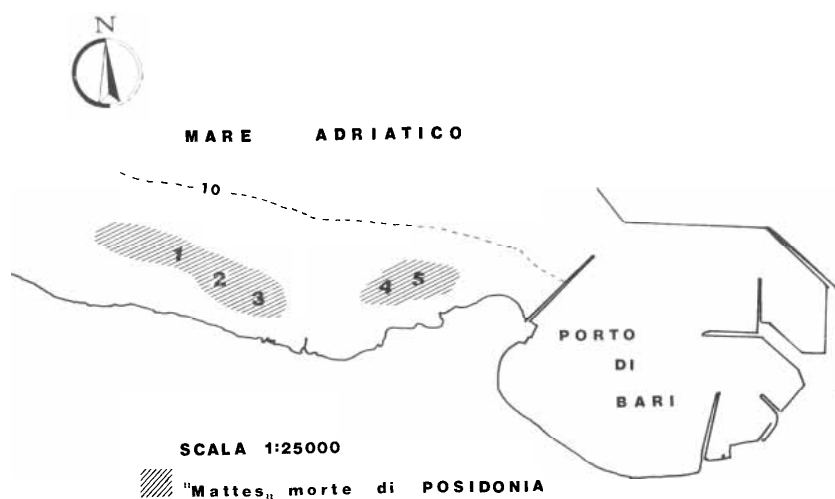 N
MARE ADRIATICO
10
1
2
3
4 5
PORTO
DI
BARI
SCALA 1:25000
"Mattes" morte di POSIDONIA